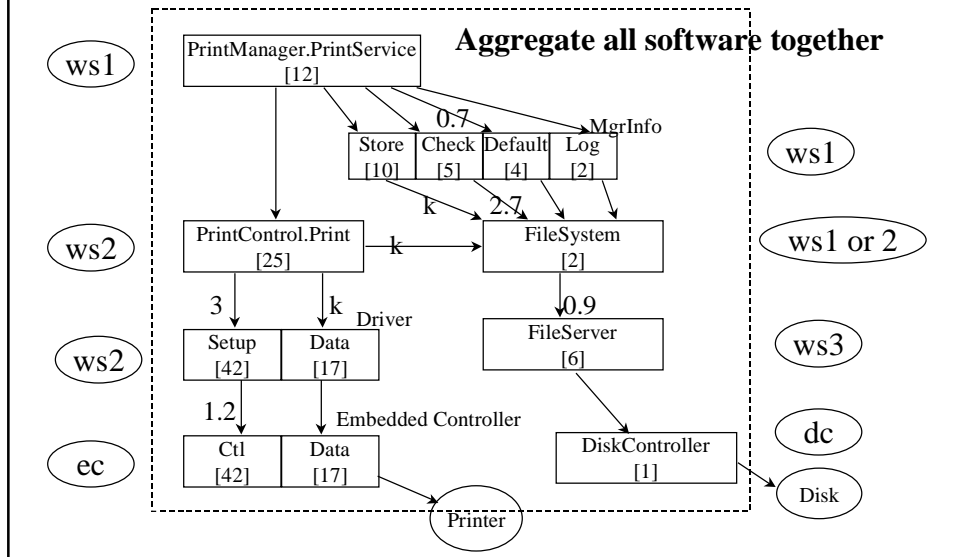 Aggregate all software together
PrintManager.PrintService
[12]
ws1
0.7
MgrInfo
Store Check Default Log
[10] [5] [4] [2]
ws1
k 2.7
PrintControl.Print
[25]
ws2
k
FileSystem
[2]
ws1 or 2
3 k
0.9
Driver
Setup Data
[42] [17]
ws2
FileServer
[6]
ws3
1.2
Embedded Controller
Ctl Data
[42] [17]
ec
DiskController
[1]
dc
Disk
Printer